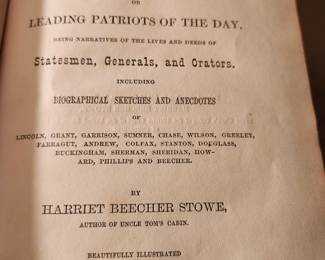 OR
LEADING PATRIOTS OF THE DAY.
BEING NARRATIVES OF THE LIVES AND DEEDS OF
Statesmen, Generals, and Orators.
INCLUDING
BIOGRAPHICAL SKETCHES AND ANECDOTES
OF
LINCOLN, GRANT, GARRISON, SUMNER, CHASE, WILSON, GREELEY,
FARRAGUT, ANDREW, COLFAX, STANTON, DOUGLASS,
BUCKINGHAM, SHERMAN, SHERIDAN, HOW-
ARD, PHILLIPS AND BEECHER.
BY
HARRIET BEECHER STOWE,
AUTHOR OF UNCLE TOM'S CABIN.
BEAUTIFULLY ILLUSTRATED